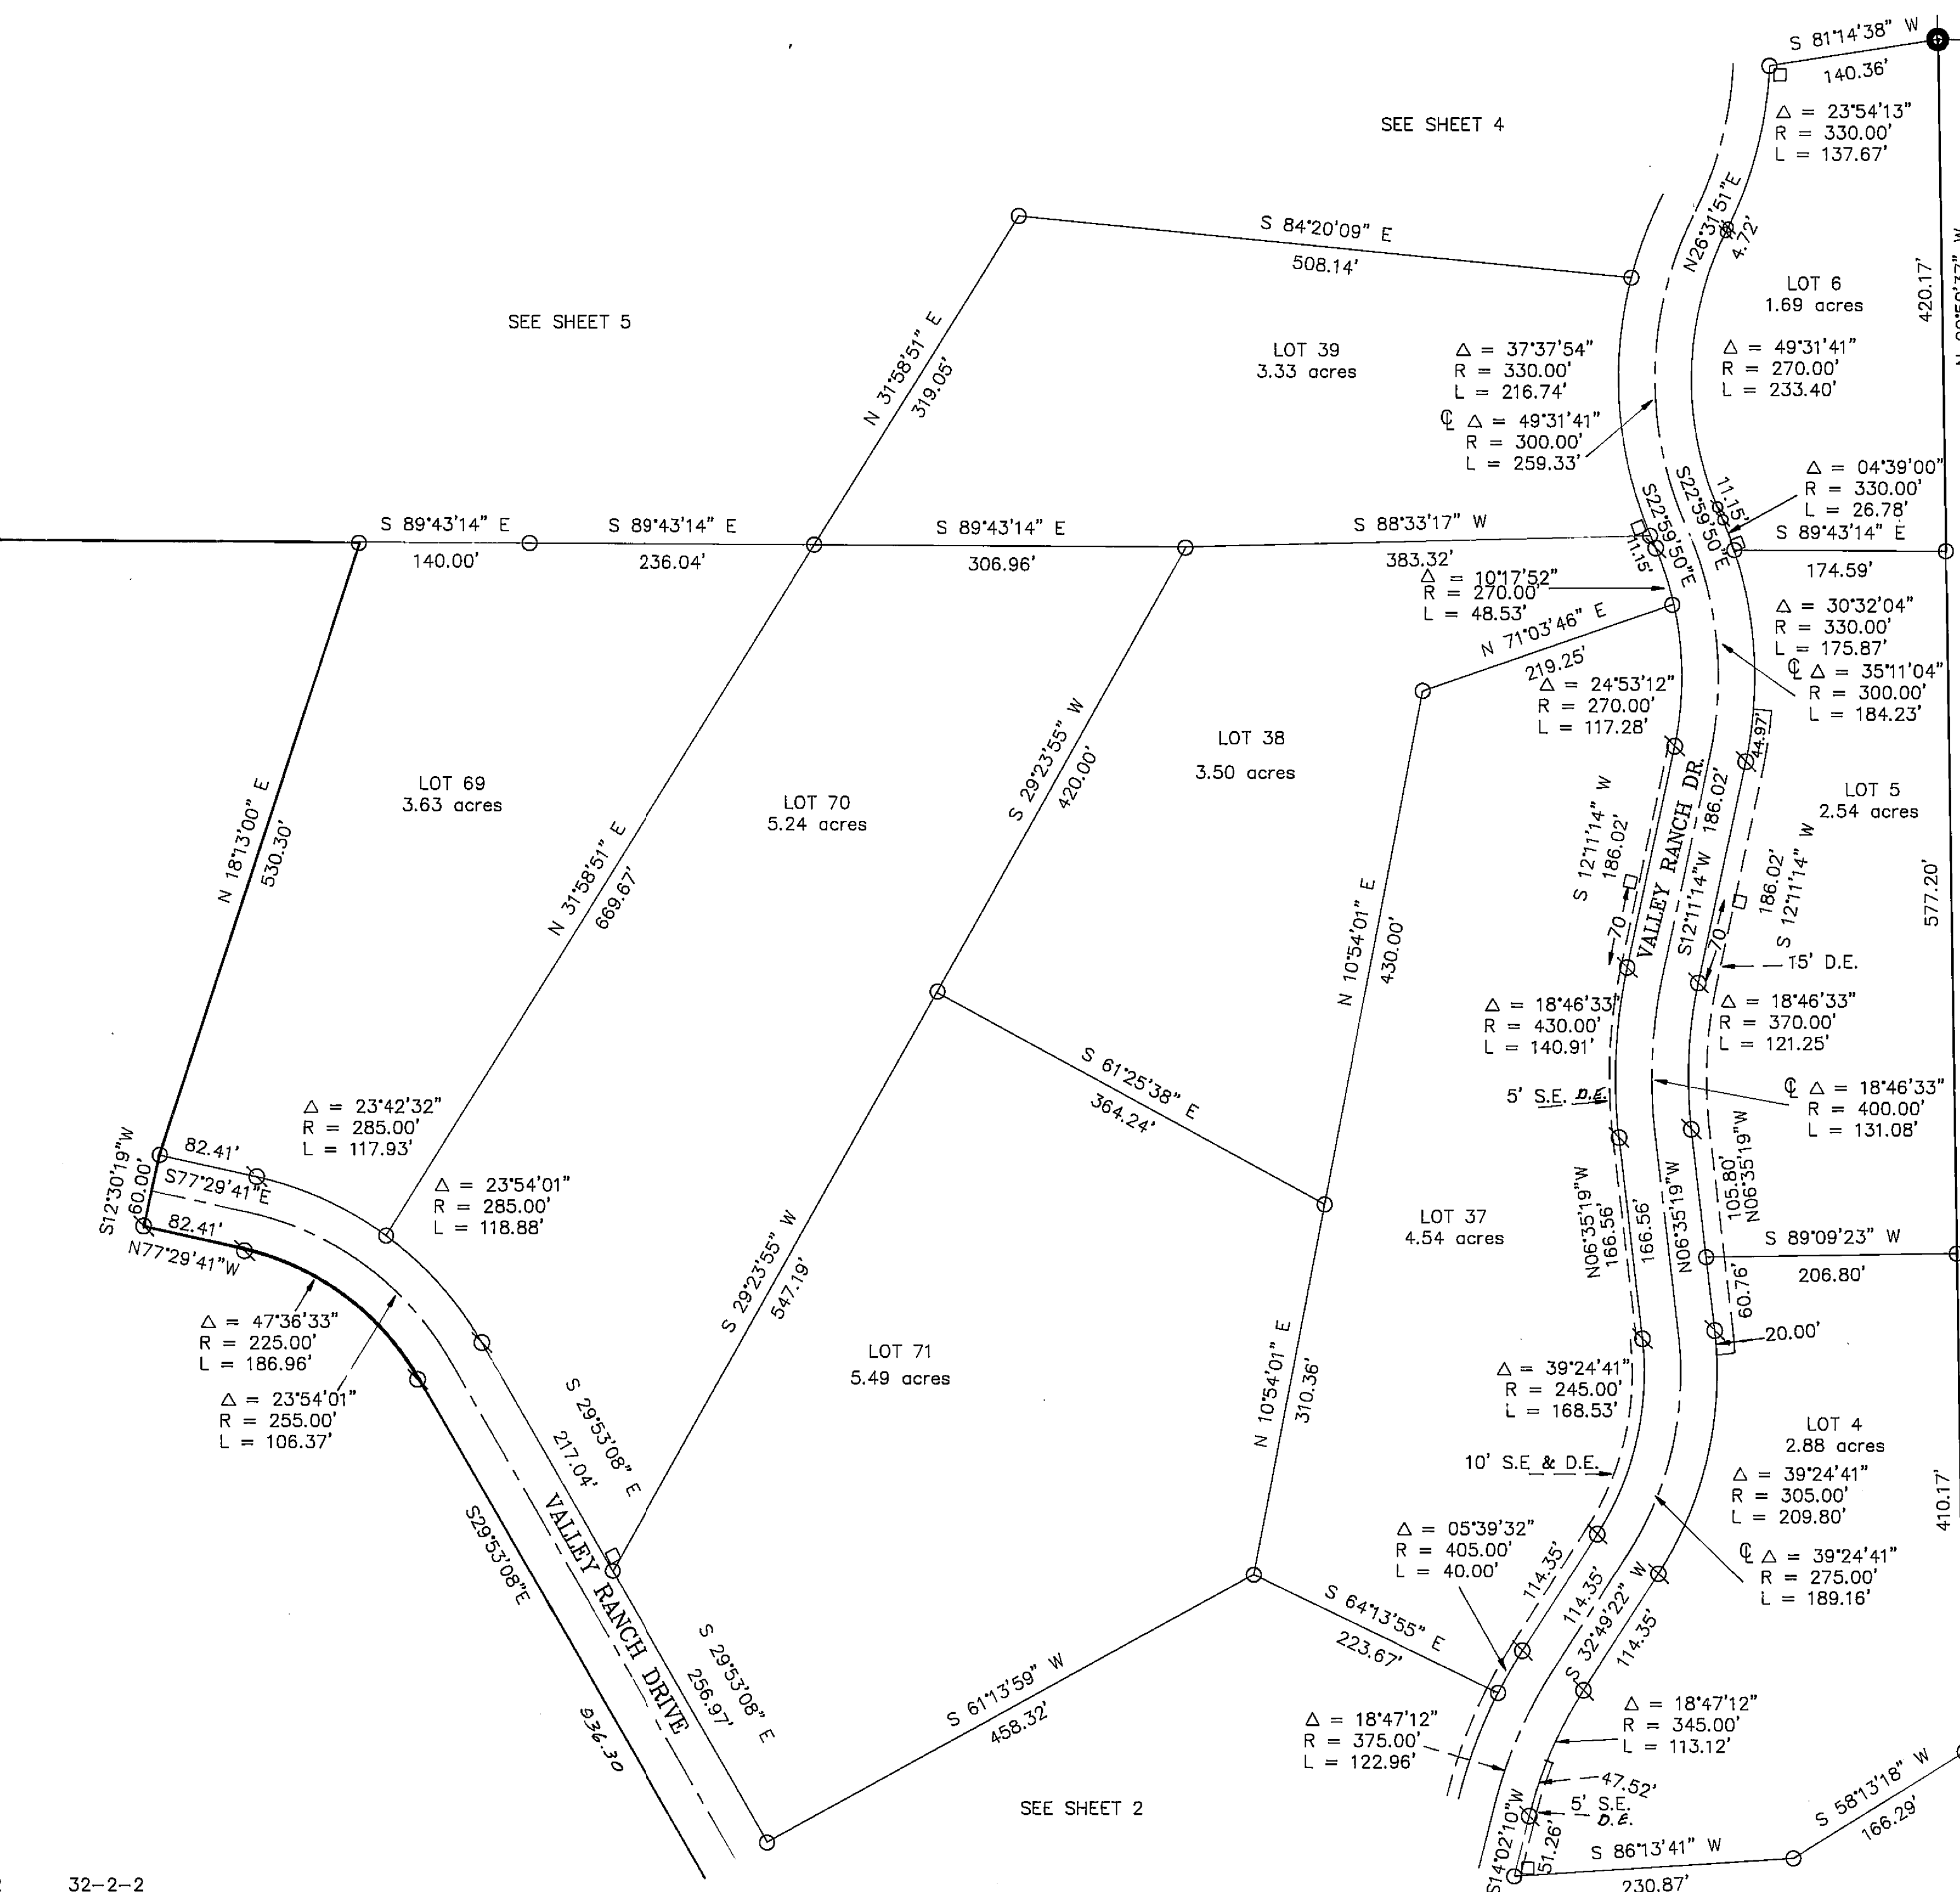 S 81°14'38" W
140.36'
Δ = 23°54'13"
R = 330.00'
L = 137.67'
SEE SHEET 4
N26°31'51"E
4.72'
S 84°20'09" E
508.14'
LOT 6
1.69 acres
420.17'
SEE SHEET 5
N 31°58'51" E
319.05'
LOT 39
3.33 acres
Δ = 37°37'54"
R = 330.00'
L = 216.74'
℄ Δ = 49°31'41"
R = 300.00'
L = 259.33'
Δ = 49°31'41"
R = 270.00'
L = 233.40'
Δ = 04°39'00"
R = 330.00'
L = 26.78'
11.15'
S22°59'50"E
S22°59'50"E
11.15'
S 89°43'14" E
140.00'
S 89°43'14" E
236.04'
S 89°43'14" E
306.96'
S 88°33'17" W
383.32'
S 89°43'14" E
174.59'
Δ = 10°17'52"
R = 270.00'
L = 48.53'
N 71°03'46" E
219.25'
Δ = 30°32'04"
R = 330.00'
L = 175.87'
℄ Δ = 35°11'04"
R = 300.00'
L = 184.23'
Δ = 24°53'12"
R = 270.00'
L = 117.28'
44.97'
LOT 38
3.50 acres
S 29°23'55" W
420.00'
LOT 69
3.63 acres
LOT 70
5.24 acres
LOT 5
2.54 acres
N 18°13'00" E
530.30'
N 31°58'51" E
669.67'
S 12°11'14" W
186.02'
70
VALLEY RANCH DR.
186.02'
S12°11'14"W
70
186.02'
S 12°11'14" W
577.20'
15' D.E.
N 10°54'01" E
430.00'
Δ = 18°46'33"
R = 430.00'
L = 140.91'
Δ = 18°46'33"
R = 370.00'
L = 121.25'
5' S.E. D.E.
℄ Δ = 18°46'33"
R = 400.00'
L = 131.08'
S 61°25'38" E
364.24'
Δ = 23°42'32"
R = 285.00'
L = 117.93'
S12°30'19"W
60.00'
82.41'
S77°29'41"E
82.41'
N77°29'41"W
Δ = 23°54'01"
R = 285.00'
L = 118.88'
LOT 37
4.54 acres
N06°35'19"W
166.56'
166.56'
N06°35'19"W
105.80'
N06°35'19"W
S 89°09'23" W
206.80'
60.76'
20.00'
S 29°23'55" W
547.19'
Δ = 47°36'33"
R = 225.00'
L = 186.96'
Δ = 23°54'01"
R = 255.00'
L = 106.37'
LOT 71
5.49 acres
N 10°54'01" E
310.36'
Δ = 39°24'41"
R = 245.00'
L = 168.53'
S 29°53'08" E
217.04'
LOT 4
2.88 acres
10' S.E & D.E.
Δ = 39°24'41"
R = 305.00'
L = 209.80'
410.17'
S29°53'08"E
VALLEY RANCH DRIVE
Δ = 05°39'32"
R = 405.00'
L = 40.00'
℄ Δ = 39°24'41"
R = 275.00'
L = 189.16'
114.35'
114.35'
S 32°49'22" W
114.35'
S 64°13'55" E
223.67'
S 29°53'08" E
256.97'
S 61°13'59" W
458.32'
936.30
Δ = 18°47'12"
R = 375.00'
L = 122.96'
Δ = 18°47'12"
R = 345.00'
L = 113.12'
47.52'
5' S.E.
D.E.
S 58°13'18" W
166.29'
SEE SHEET 2
S14°02'10"W
51.26'
S 86°13'41" W
230.87'
32-2-2